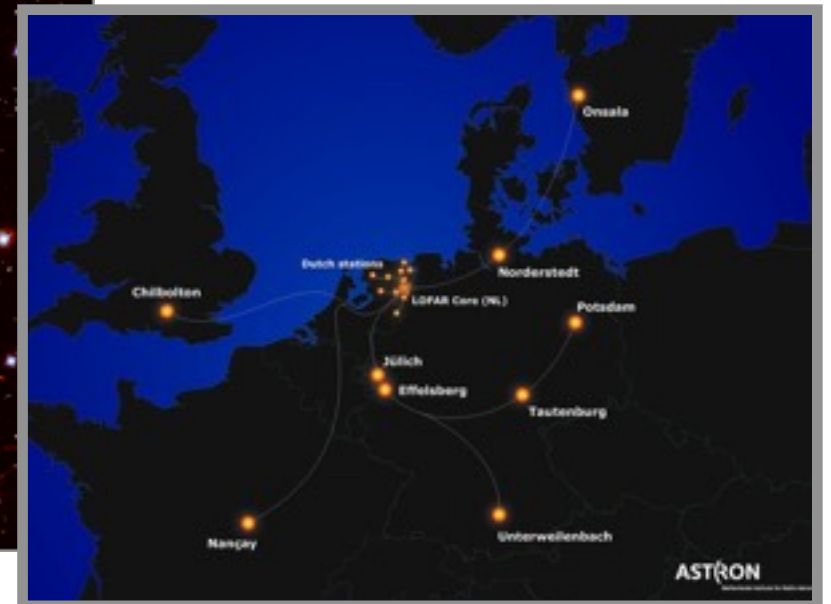 Onsala
Dutch stations
Norderstedt
Chilbolton
LOFAR Core (NL)
Potsdam
Jülich
Effelsberg
Tautenburg
Nançay
Unterweilenbach
ASTRON